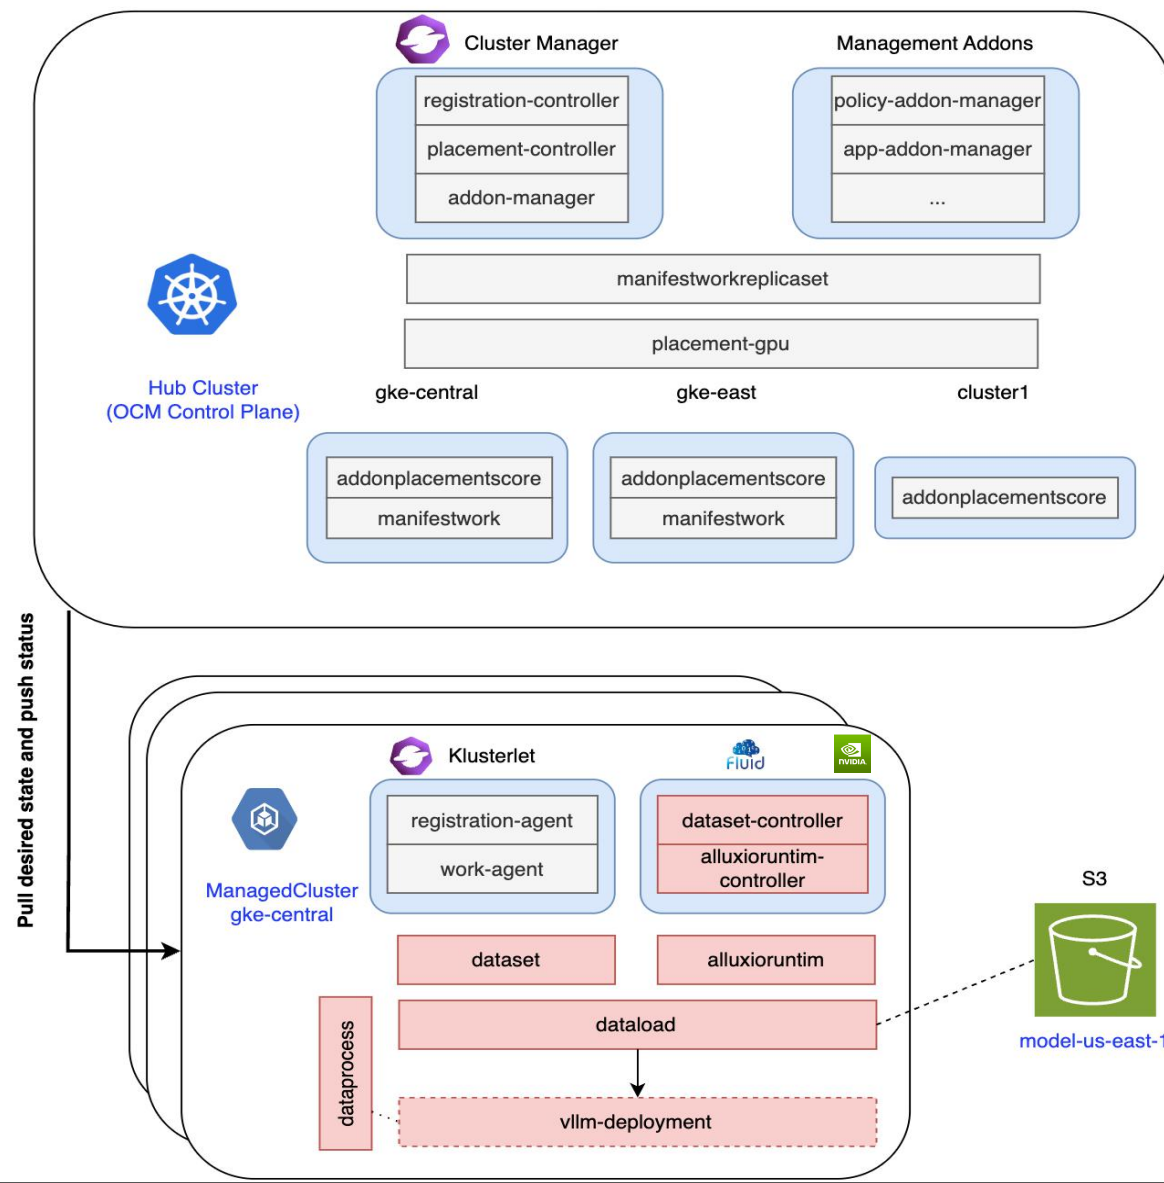 Cluster Manager
Management Addons
registration-controller
placement-controller
addon-manager
policy-addon-manager
app-addon-manager
...
manifestworkreplicaset
placement-gpu
Hub Cluster
(OCM Control Plane)
gke-central
gke-east
cluster1
addonplacementscore
manifestwork
addonplacementscore
manifestwork
addonplacementscore
Pull desired state and push status
Klusterlet
Fluid
NVIDIA
registration-agent
work-agent
dataset-controller
alluxioruntim-
controller
ManagedCluster
gke-central
dataset
alluxioruntim
dataload
dataprocess
vllm-deployment
S3
model-us-east-1